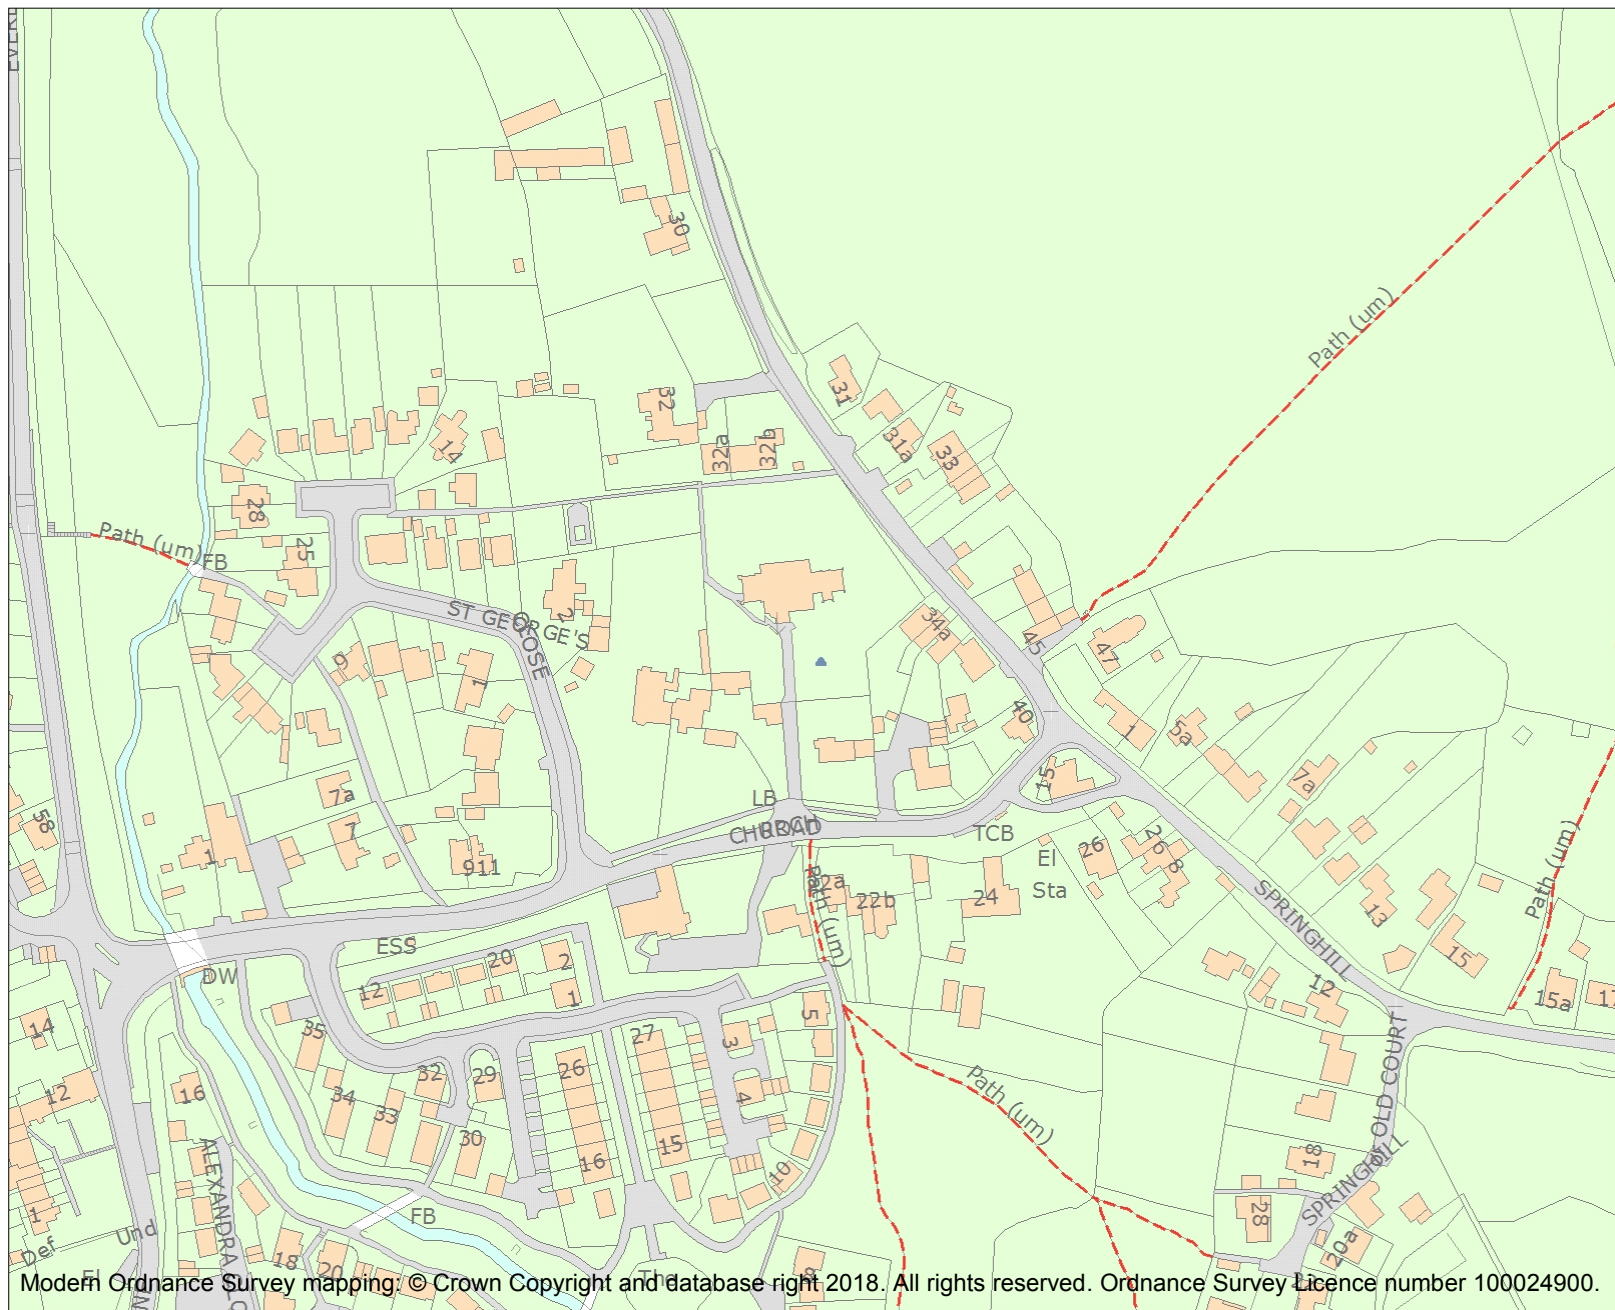 30
31
32
31a
32a
32b
33
14
28
Path (um)
Path (um)
FB
25
ST GEORGE'S
CLOSE
2
34a
45
47
9
1
40
1
5a
7a
15
7a
58
7
1
LB
CHURCH
ROAD
TCB
El
Sta
26
26
8
911
2a
22b
24
Path (um)
Path (um)
SPRINGHILL
13
15
15a
ESS
DW
20
2
12
1
12
14
35
5
27
3
OLD COURT
SPRINGHILL
12
16
34
33
32
29
26
4
30
15
16
10
Path (um)
18
28
20a
ALEXANDRA
FB
1
Def
Und
El
18
20
8
The
Modern Ordnance Survey mapping: © Crown Copyright and database right 2018. All rights reserved. Ordnance Survey Licence number 100024900.